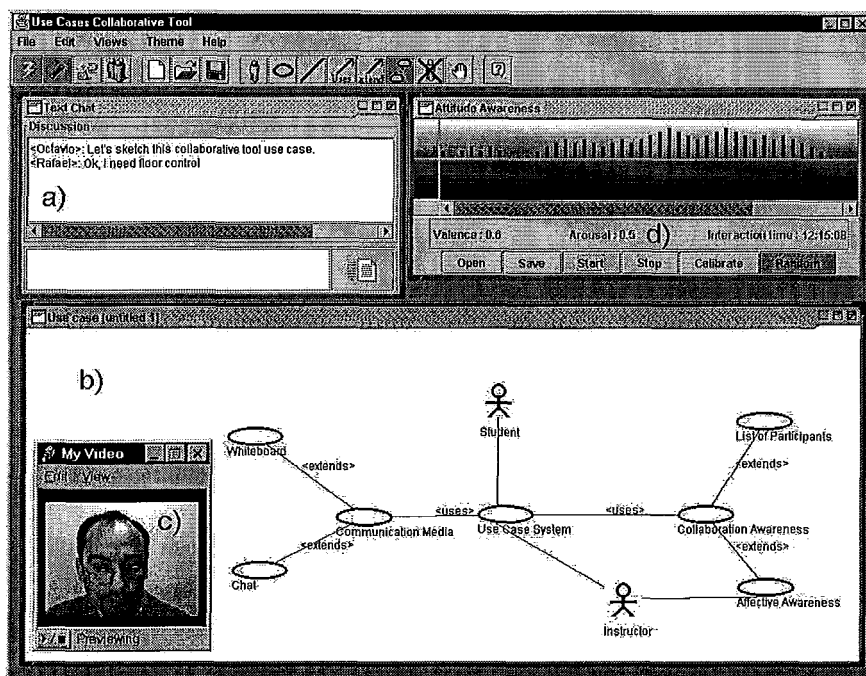 Use Cases Collaborative Tool
File Edit Views Theme Help
Text Chat
Discussion
<Octavio>: Let's sketch this collaborative tool use case.
<Rafael>: Ok, I need floor control
a)
Attitude Awareness
Valence : 0.6 Arousal : 0.5 d) Interaction time : 12:15:08
Open Save Start Stop Calibrate Random
Use case [untitled 1]
b)
Student
List of Participants
Whiteboard
<extends>
<extends>
My Video
Edit View
c)
<uses>
<uses>
Communication Media
Use Case System
Collaboration Awareness
<extends>
<extends>
Chat
Affective Awareness
Instructor
Previewing